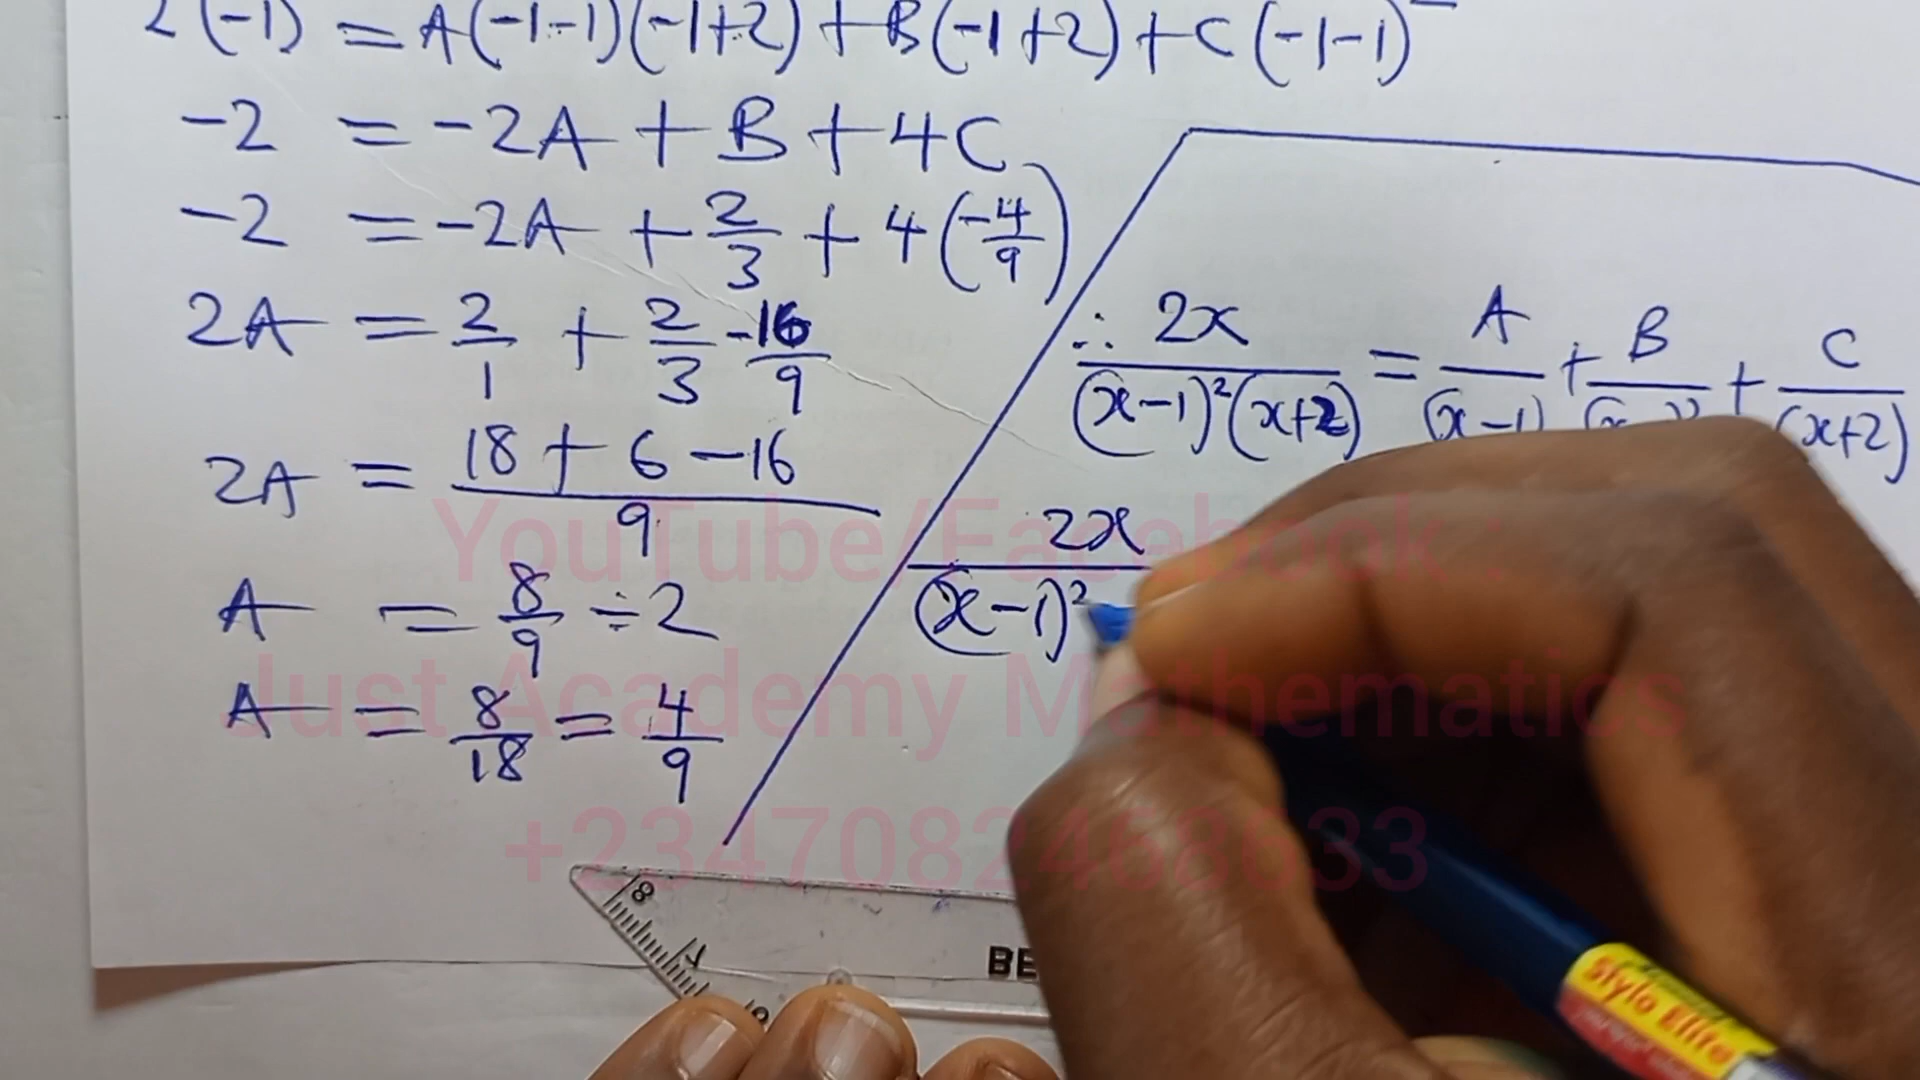 2(-1) = A(-1-1)(-1+2) + B(-1+2) + C(-1-1)
-2 = -2A + B + 4C
-2 = -2A + 2/3 + 4(-4/9)
2A = 2/1 + 2/3 -16/9
2A = 18 + 6 - 16 / 9
A = 8/9 ÷ 2
A = 8/18 = 4/9
∴ 2x / (x-1)²(x+2) = A/(x-1) + B + C/(x+2)
2x / (x-1)²
YouTube/Facebook :
Just Academy Mathematics
+2347082468633
8
BE
Stylo Elite